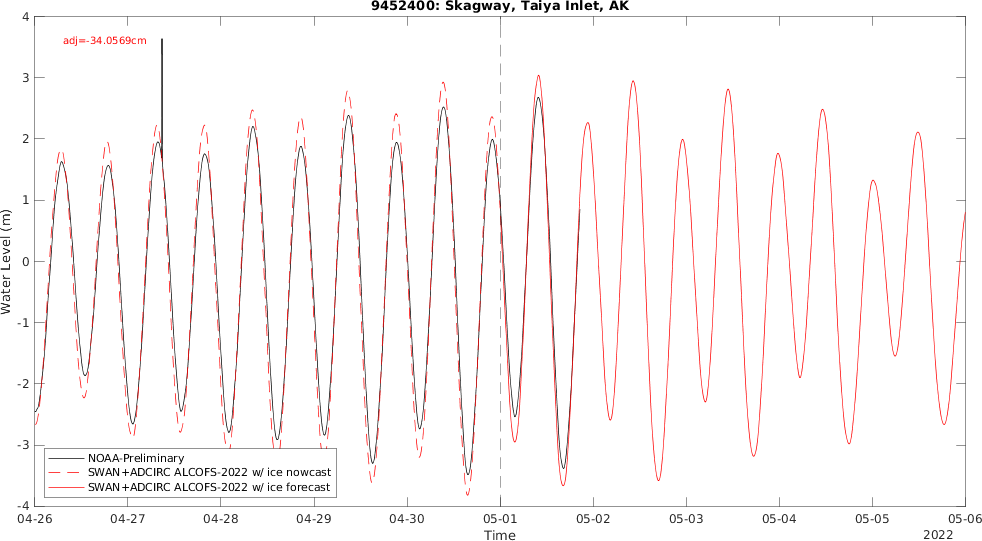 9452400: Skagway, Taiya Inlet, AK
adj=-34.0569cm
4
3
2
1
0
-1
-2
-3
-4
Water Level (m)
NOAA-Preliminary
SWAN+ADCIRC ALCOFS-2022 w/ ice nowcast
SWAN+ADCIRC ALCOFS-2022 w/ ice forecast
04-26 04-27 04-28 04-29 04-30 05-01 05-02 05-03 05-04 05-05 05-06
Time
2022